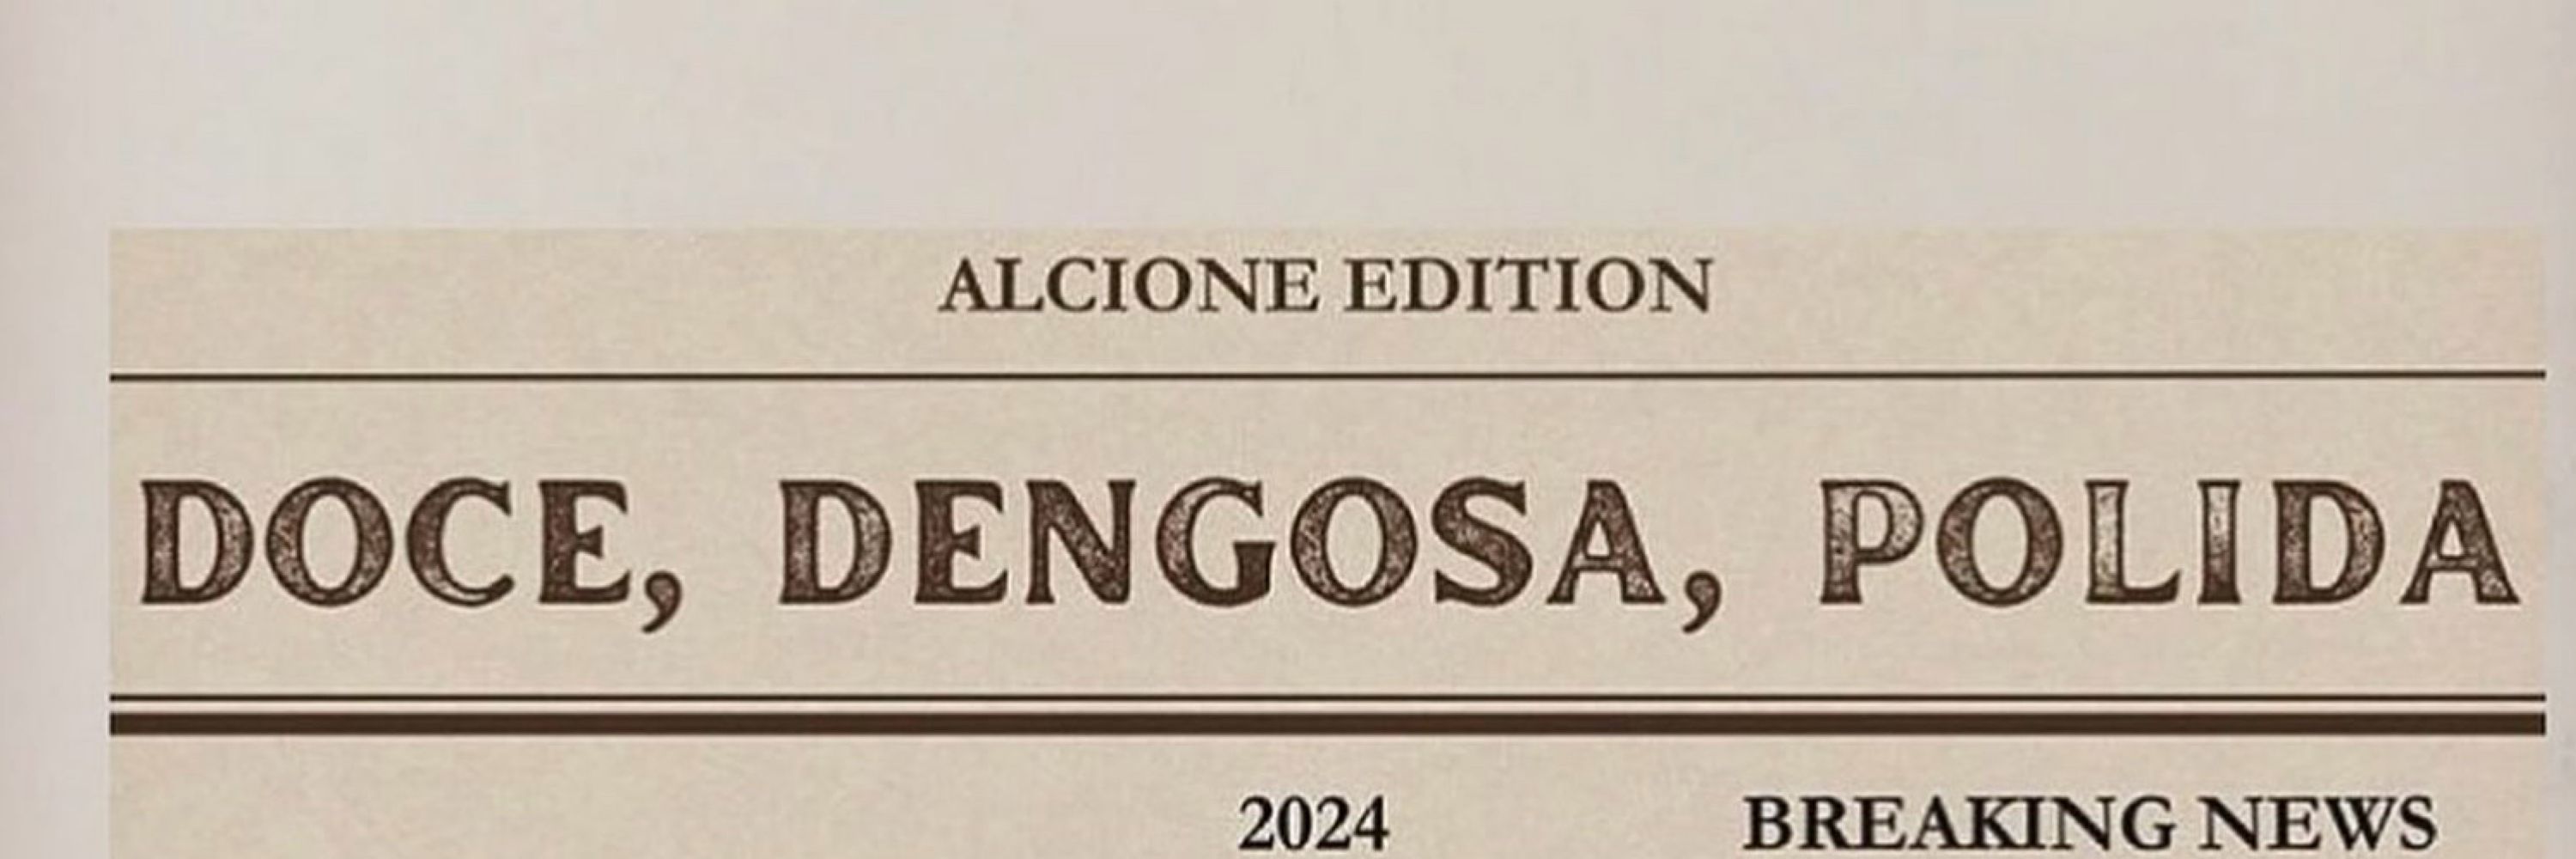 ALCIONE EDITION
DOCE, DENGOSA, POLIDA
2024 BREAKING NEWS